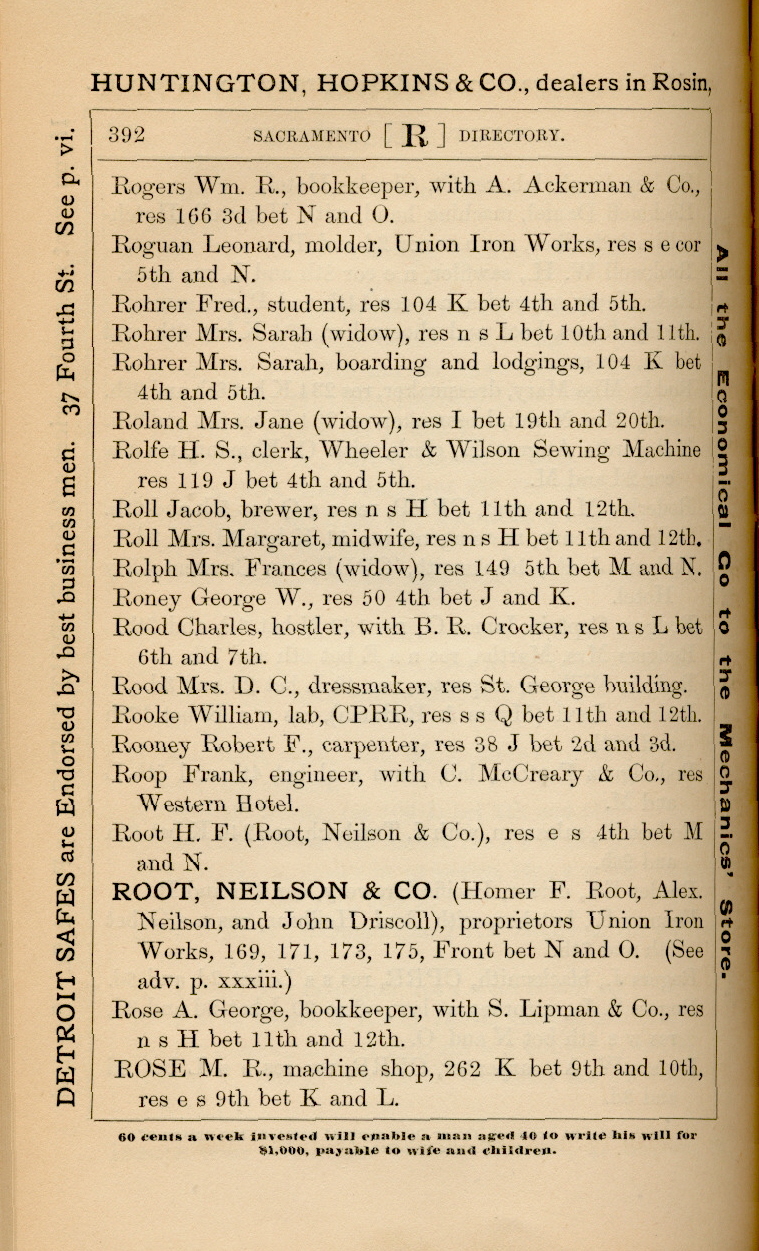 HUNTINGTON, HOPKINS & CO., dealers in Rosin,
392 SACRAMENTO [ R ] DIRECTORY.
Rogers Wm. R., bookkeeper, with A. Ackerman & Co.,
res 166 3d bet N and O.
Roguan Leonard, molder, Union Iron Works, res s e cor
5th and N.
Rohrer Fred., student, res 104 K bet 4th and 5th.
Rohrer Mrs. Sarah (widow), res n s L bet 10th and 11th.
Rohrer Mrs. Sarah, boarding and lodgings, 104 K bet
4th and 5th.
Roland Mrs. Jane (widow), res I bet 19th and 20th.
Rolfe H. S., clerk, Wheeler & Wilson Sewing Machine
res 119 J bet 4th and 5th.
Roll Jacob, brewer, res n s H bet 11th and 12th.
Roll Mrs. Margaret, midwife, res n s H bet 11th and 12th.
Rolph Mrs. Frances (widow), res 149 5th bet M and N.
Roney George W., res 50 4th bet J and K.
Rood Charles, hostler, with B. R. Crocker, res n s L bet
6th and 7th.
Rood Mrs. D. C., dressmaker, res St. George building.
Rooke William, lab, CPRR, res s s Q bet 11th and 12th.
Rooney Robert F., carpenter, res 38 J bet 2d and 3d.
Roop Frank, engineer, with C. McCreary & Co., res
Western Hotel.
Root H. F. (Root, Neilson & Co.), res e s 4th bet M
and N.
ROOT, NEILSON & CO. (Homer F. Root, Alex.
Neilson, and John Driscoll), proprietors Union Iron
Works, 169, 171, 173, 175, Front bet N and O. (See
adv. p. xxxiii.)
Rose A. George, bookkeeper, with S. Lipman & Co., res
n s H bet 11th and 12th.
ROSE M. R., machine shop, 262 K bet 9th and 10th,
res e s 9th bet K and L.
60 cents a week invested will enable a man aged 40 to write his will for
$1,000, payable to wife and children.
DETROIT SAFES are Endorsed by best business men. 37 Fourth St. See p. vi.
All the Economical Go to the Mechanics' Store.